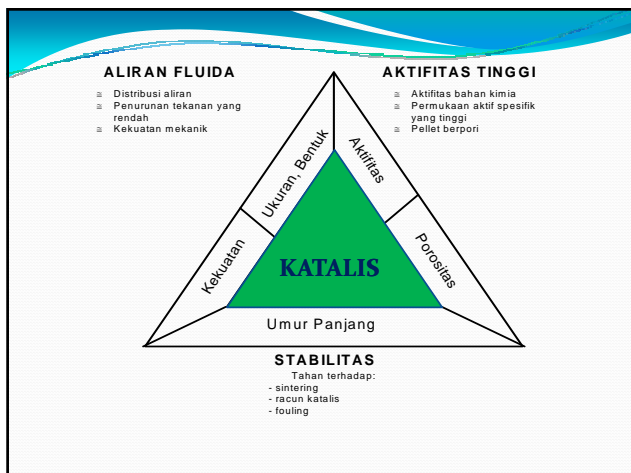 ALIRAN FLUIDA
≅ Distribusi aliran
≅ Penurunan tekanan yang
rendah
≅ Kekuatan mekanik
AKTIFITAS TINGGI
≅ Aktifitas bahan kimia
≅ Permukaan aktif spesifik
yang tinggi
≅ Pellet berpori
Ukuran, Bentuk
Aktifitas
Kekuatan
Porositas
KATALIS
Umur Panjang
STABILITAS
Tahan terhadap:
- sintering
- racun katalis
- fouling